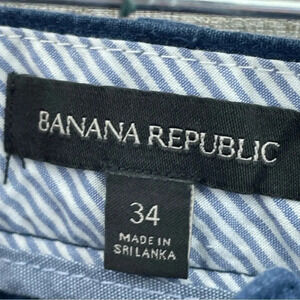 BANANA REPUBLIC
34
MADE IN
SRI LANKA